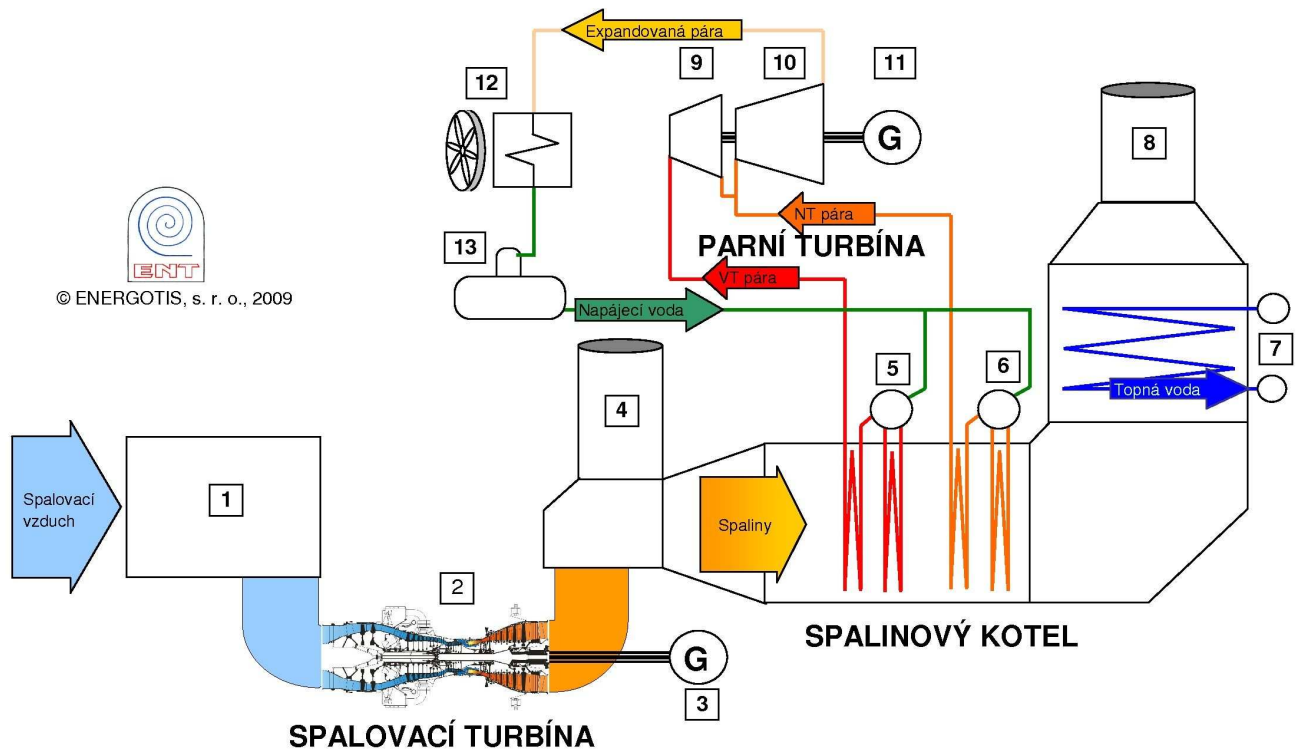 Expandovaná pára
9
10
11
12
G
8
NT pára
PARNÍ TURBÍNA
13
VT pára
ENT
© ENERGOTIS, s. r. o., 2009
Napájecí voda
7
5
6
4
Topná voda
Spalovací
vzduch
1
Spaliny
2
SPALINOVÝ KOTEL
G
3
SPALOVACÍ TURBÍNA